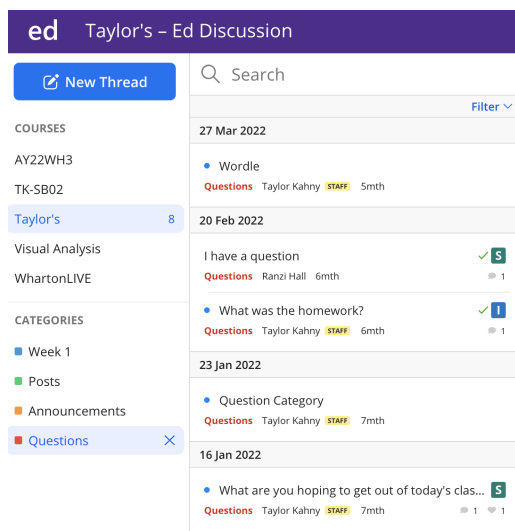 ed Taylor's – Ed Discussion
New Thread
COURSES
AY22WH3
TK-SB02
Taylor's 8
Visual Analysis
WhartonLIVE
CATEGORIES
Week 1
Posts
Announcements
Questions
Search
Filter
27 Mar 2022
Wordle
Questions Taylor Kahny STAFF 5mth
20 Feb 2022
I have a question S
Questions Ranzi Hall 6mth 1
What was the homework? I
Questions Taylor Kahny STAFF 6mth 1
23 Jan 2022
Question Category
Questions Taylor Kahny STAFF 7mth
16 Jan 2022
What are you hoping to get out of today's clas... S
Questions Taylor Kahny STAFF 7mth 1 1